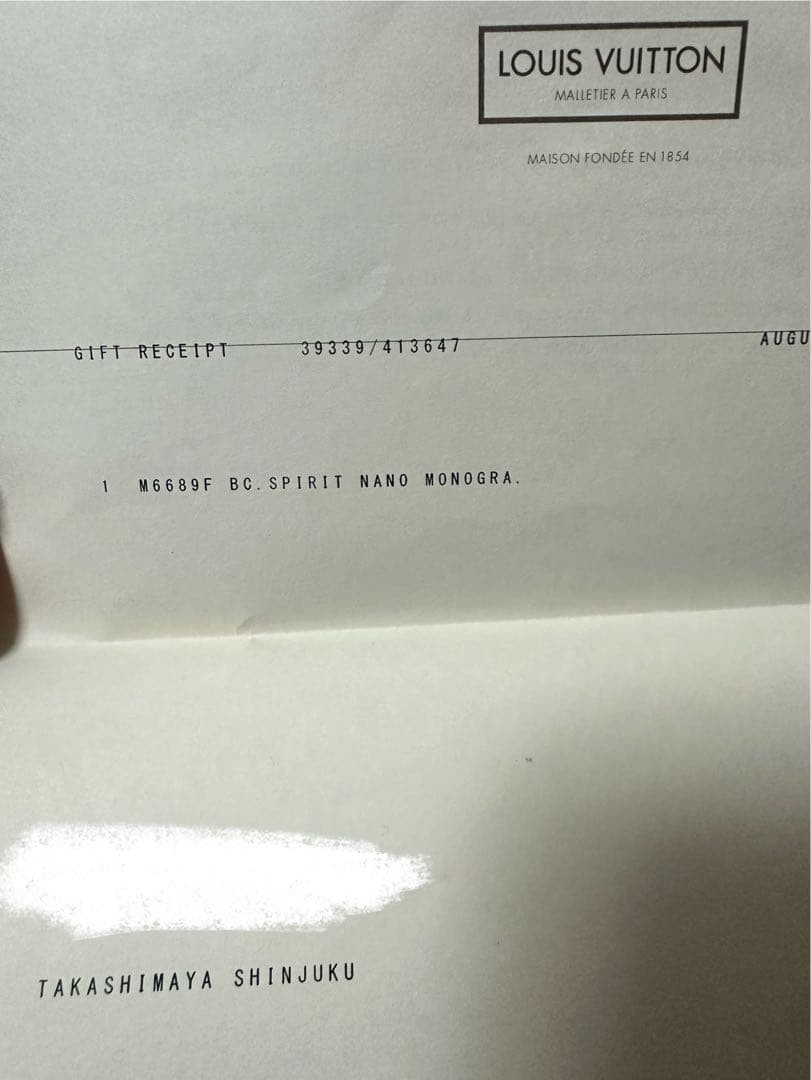 LOUIS VUITTON
MALLETIER A PARIS
MAISON FONDÉE EN 1854
GIFT RECEIPT 39339/413647 AUGU
1 M6689F BC.SPIRIT NANO MONOGRA.
TAKASHIMAYA SHINJUKU